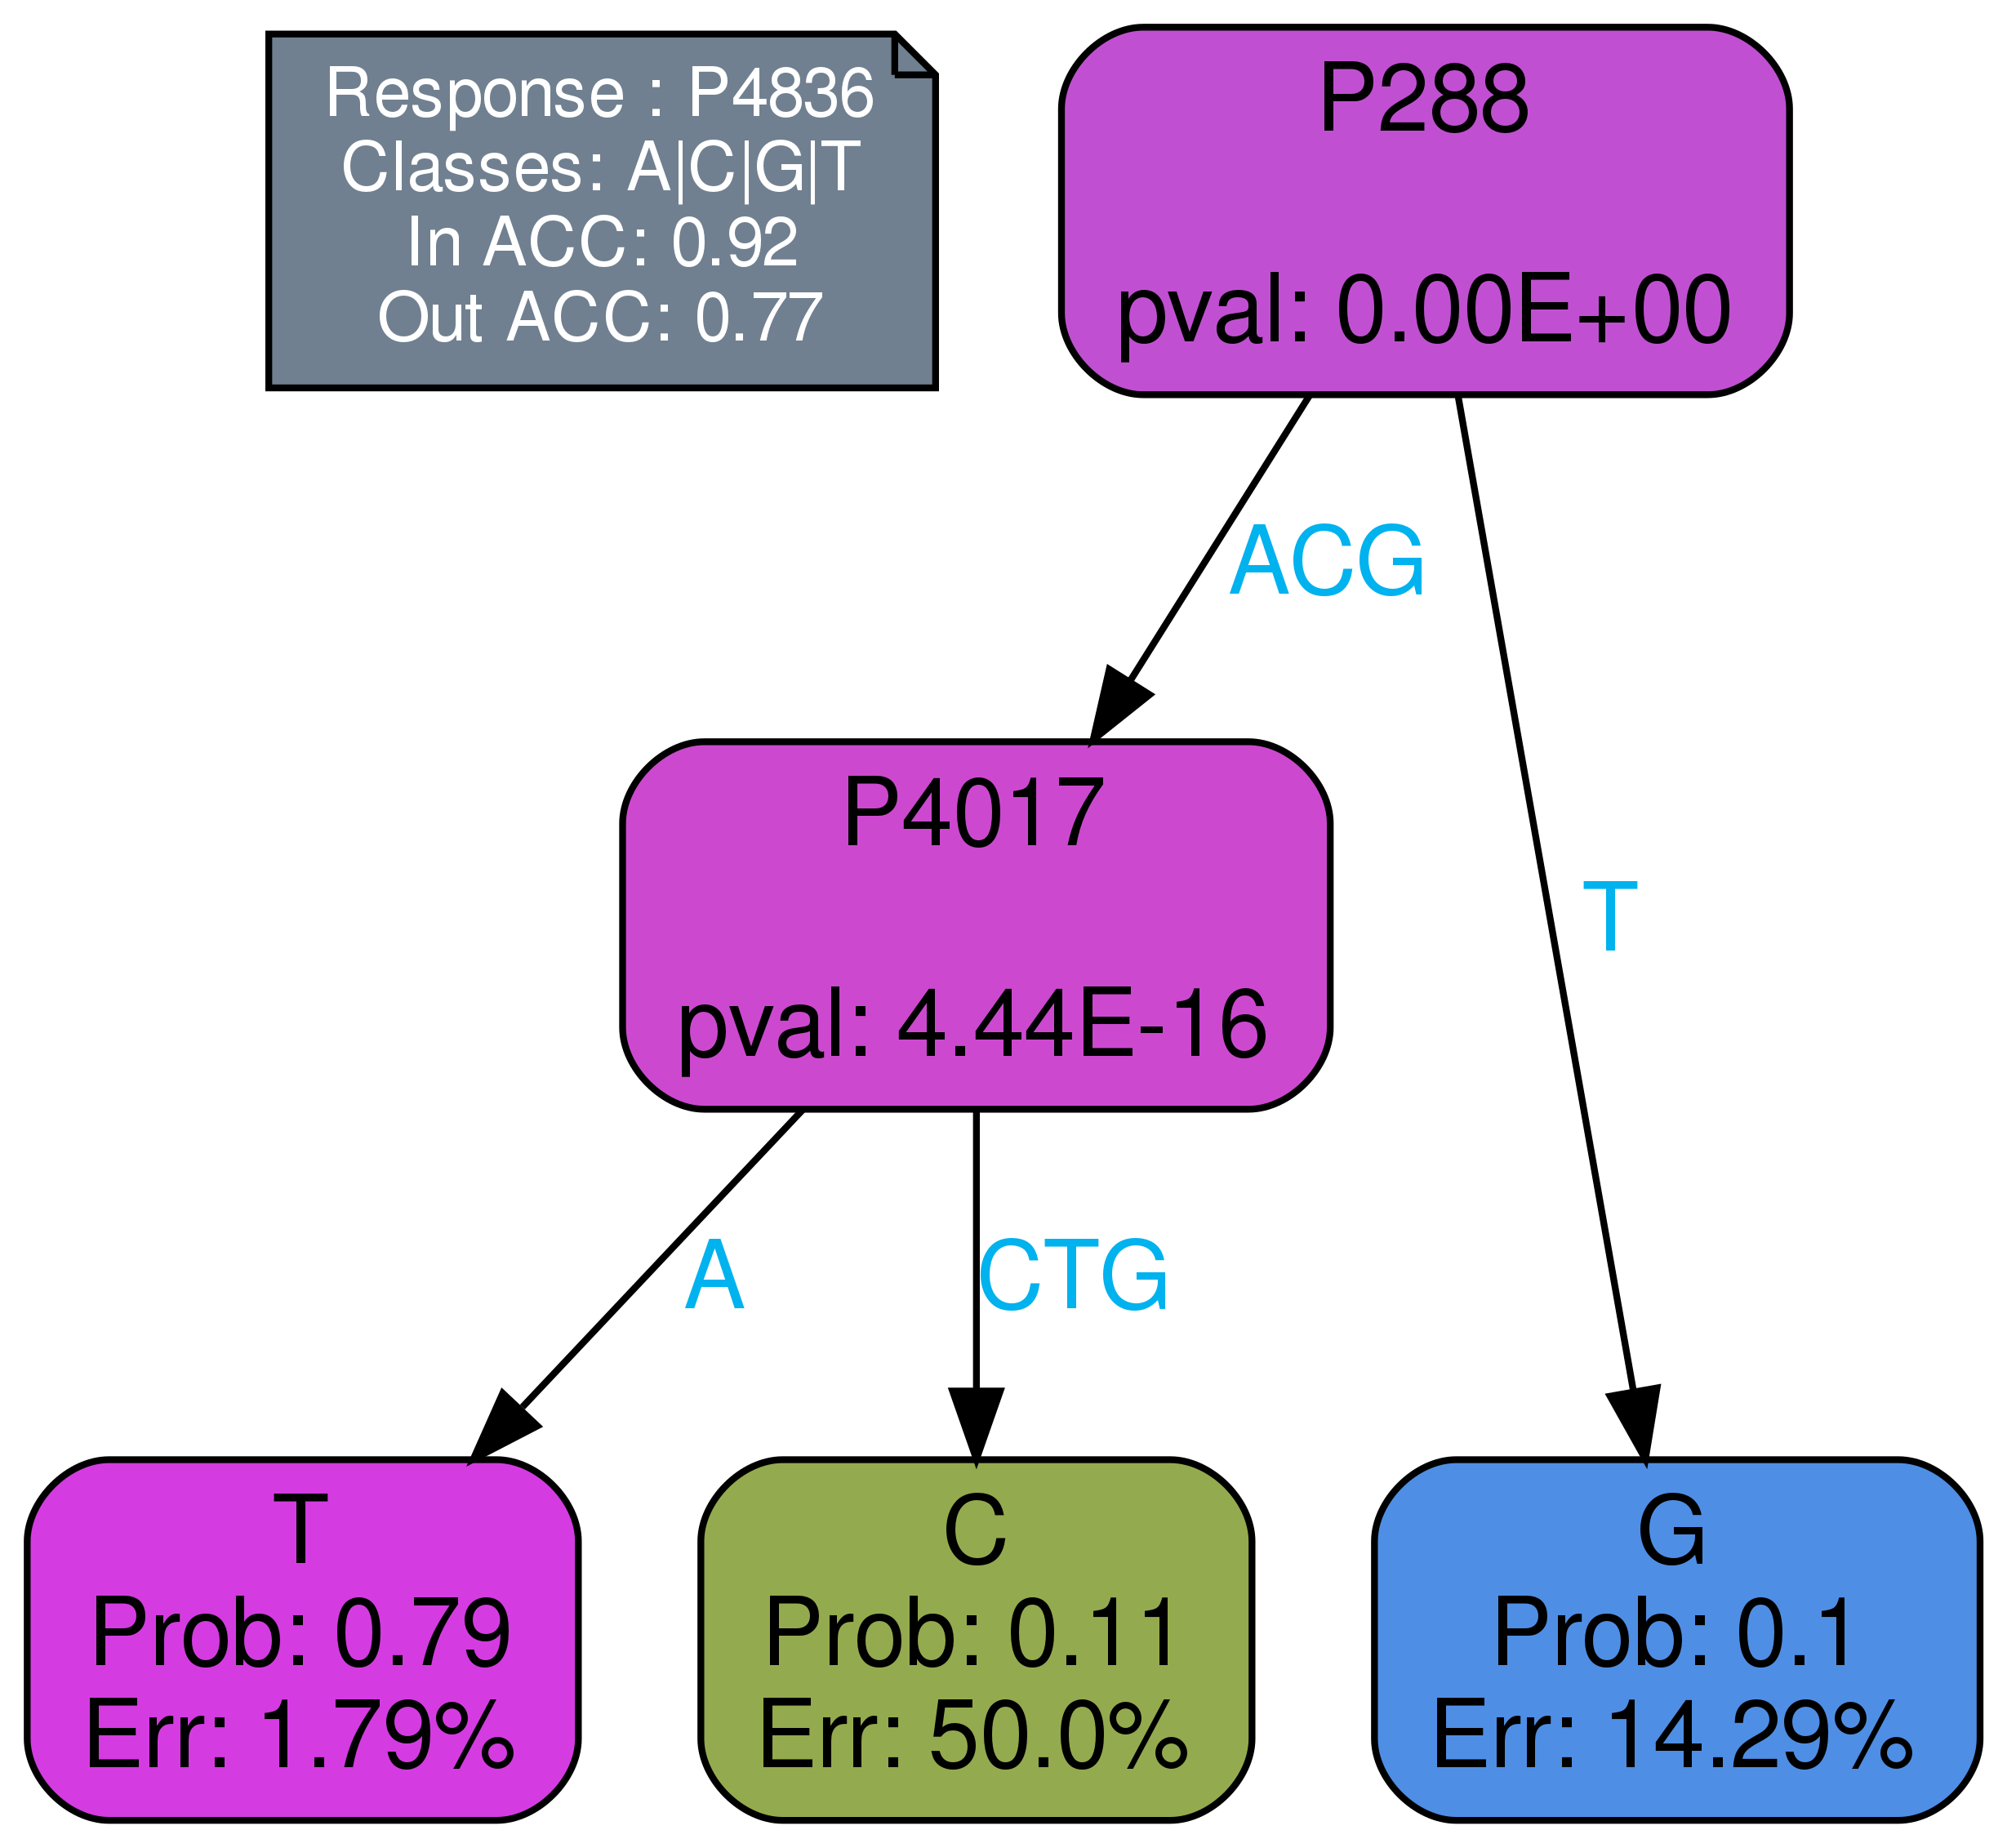 Response : P4836
Classes: A|C|G|T
In ACC: 0.92
Out ACC: 0.77
P288
pval: 0.00E+00
ACG
T
P4017
pval: 4.44E-16
A
CTG
T
Prob: 0.79
Err: 1.79%
C
Prob: 0.11
Err: 50.0%
G
Prob: 0.1
Err: 14.29%